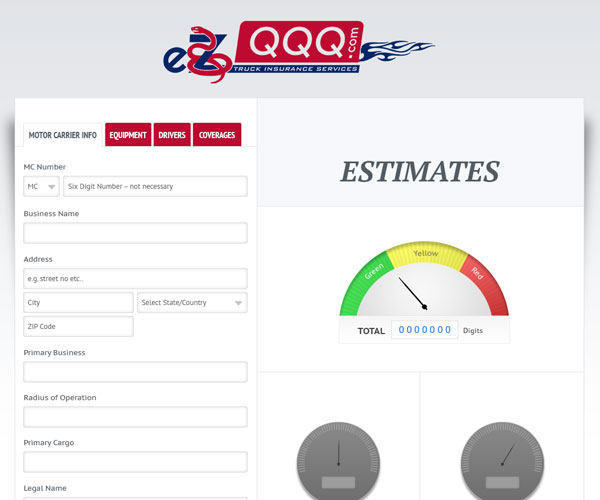 eZ QQQ.com
TRUCK INSURANCE SERVICES
MOTOR CARRIER INFO EQUIPMENT DRIVERS COVERAGES
MC Number
MC Six Digit Number – not necessary
Business Name
Address
e.g. street no etc..
City Select State/Country
ZIP Code
Primary Business
Radius of Operation
Primary Cargo
Legal Name
ESTIMATES
Green Yellow Red
TOTAL 0000000 Digits